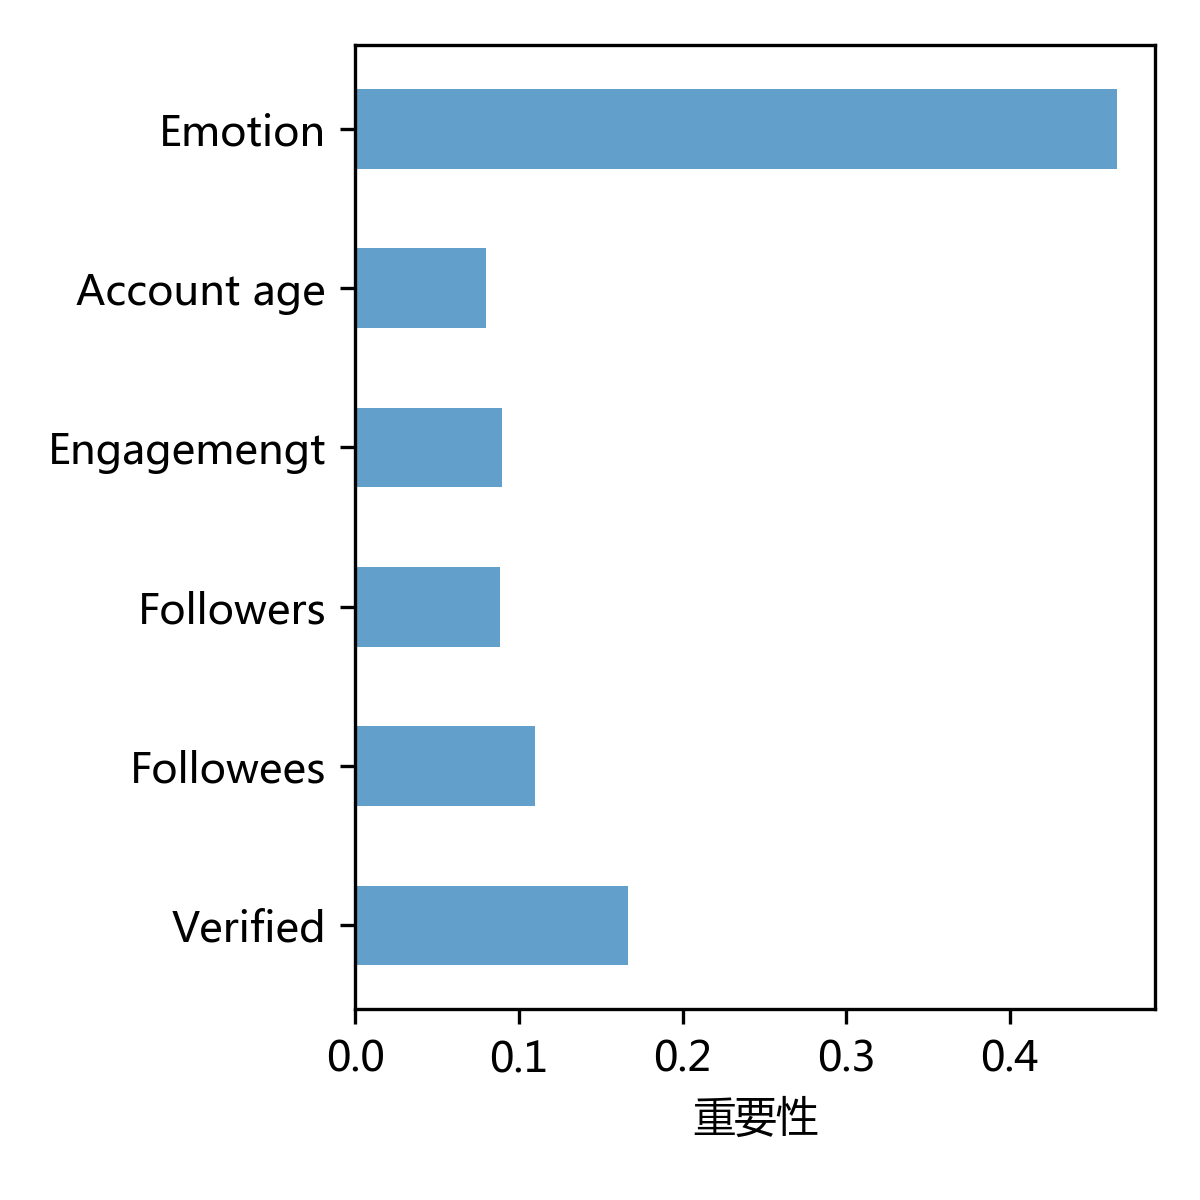 Emotion
Account age
Engagemengt
Followers
Followees
Verified
0.0 0.1 0.2 0.3 0.4
重要性